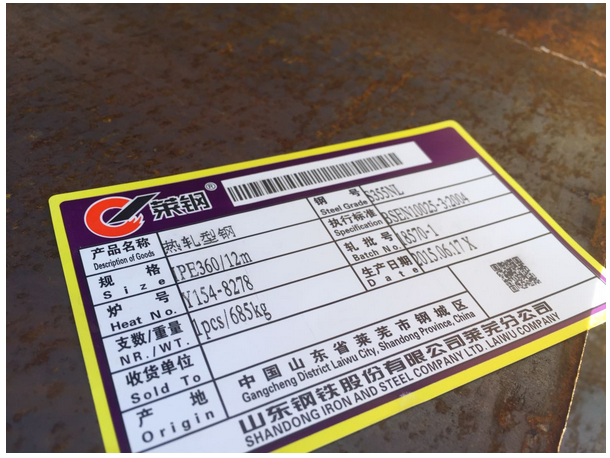 莱钢®
产品名称 热轧型钢
Description of Goods
钢 号 S355NL
Steel Grade
规 格 IPE360/12m
Size
执行标准 BSEN10025-3:2004
Specification
炉 号 Y154-8278
Heat No.
轧 批 号 8570-1
Batch No.
支数/重量 1pcs/685kg
NR./WT.
生产日期 2015.06.17 X
Date
收货单位
Sold To
产 地 中国山东省莱芜市钢城区
Origin Gangcheng District Laiwu City, Shandong Province, China
山东钢铁股份有限公司莱芜分公司
SHANDONG IRON AND STEEL COMPANY LTD. LAIWU COMPANY